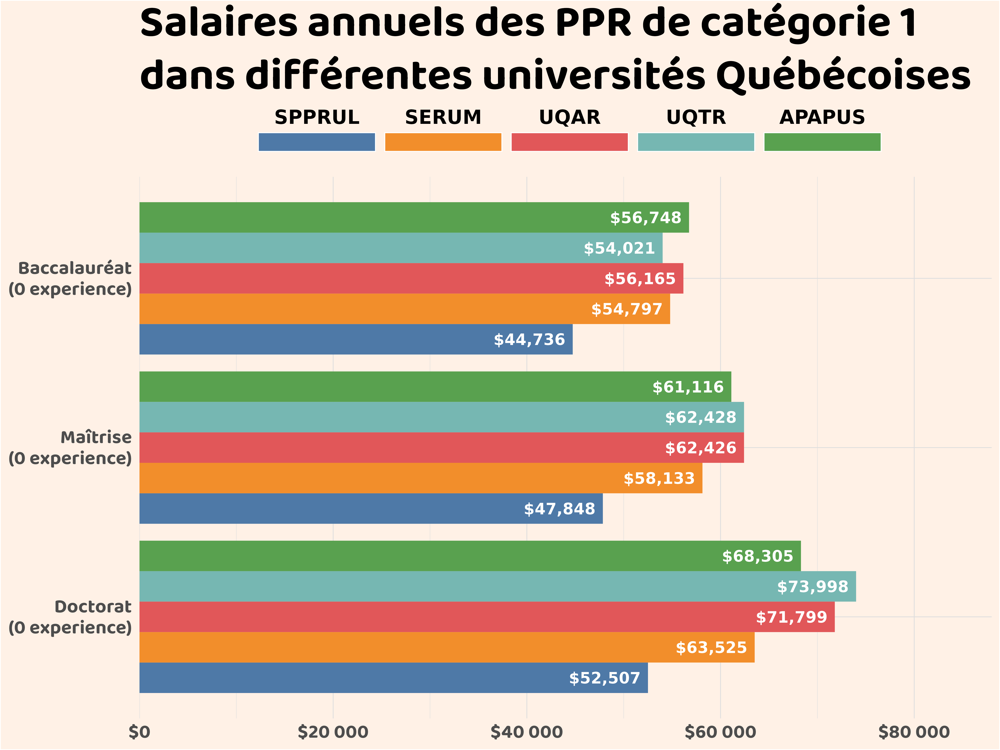 Salaires annuels des PPR de catégorie 1
dans différentes universités Québécoises
SPPRUL SERUM UQAR UQTR APAPUS
Baccalauréat
(0 experience)
$56,748
$54,021
$56,165
$54,797
$44,736
Maîtrise
(0 experience)
$61,116
$62,428
$62,426
$58,133
$47,848
Doctorat
(0 experience)
$68,305
$73,998
$71,799
$63,525
$52,507
$0 $20 000 $40 000 $60 000 $80 000